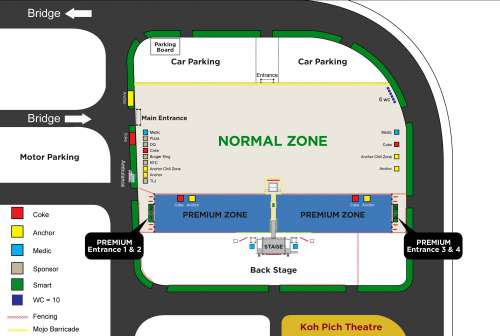 Bridge
Parking
Board
Car Parking
Car Parking
Entrance
6 wc
Anchor
Bridge
Main Entrance
Coke
Medic
Pizza
DQ
Coke
Burger King
KFC
Anchor Chill Zone
Anchor
TLJ
NORMAL ZONE
Medic
Coke
Anchor Chill Zone
Anchor
Motor Parking
Ambulance
Coke
Anchor
Coke
Anchor
PREMIUM ZONE
PREMIUM ZONE
PREMIUM
Entrance 1 & 2
PREMIUM
Entrance 3 & 4
STAGE
Back Stage
Coke
Anchor
Medic
Sponsor
Smart
WC = 10
Fencing
Mojo Barricade
Koh Pich Theatre